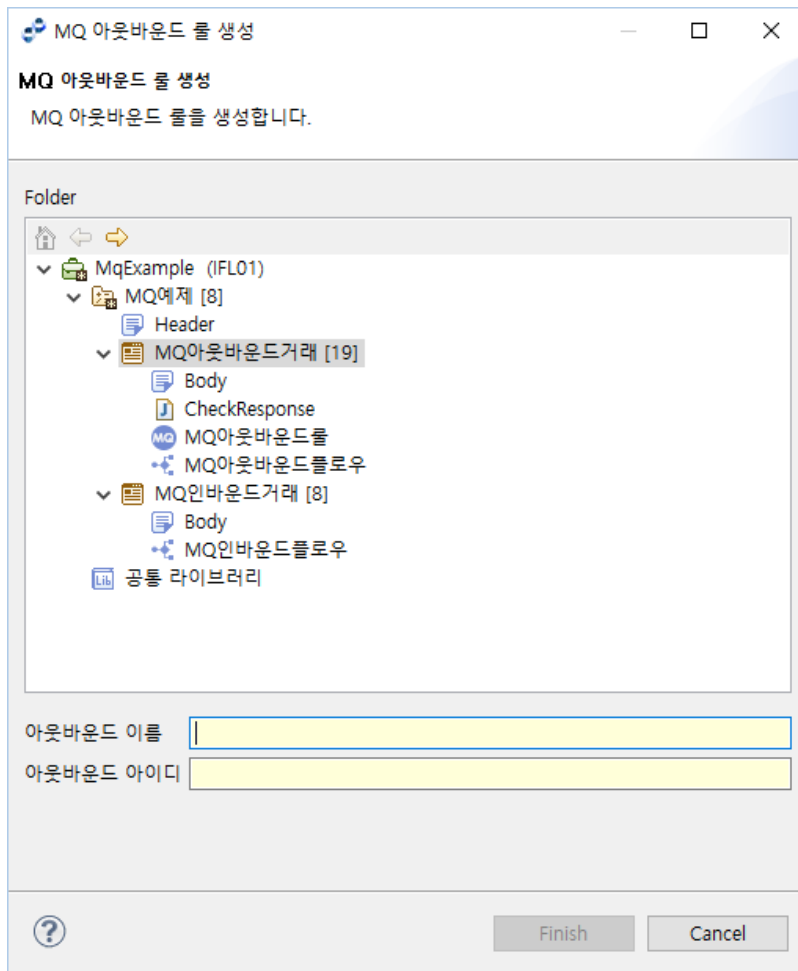 MQ 아웃바운드 룰 생성
MQ 아웃바운드 룰 생성
MQ 아웃바운드 룰을 생성합니다.
Folder
MqExample (IFL01)
MQ예제 [8]
Header
MQ아웃바운드거래 [19]
Body
CheckResponse
MQ아웃바운드룰
MQ아웃바운드플로우
MQ인바운드거래 [8]
Body
MQ인바운드플로우
공통 라이브러리
아웃바운드 이름
아웃바운드 아이디
Finish Cancel